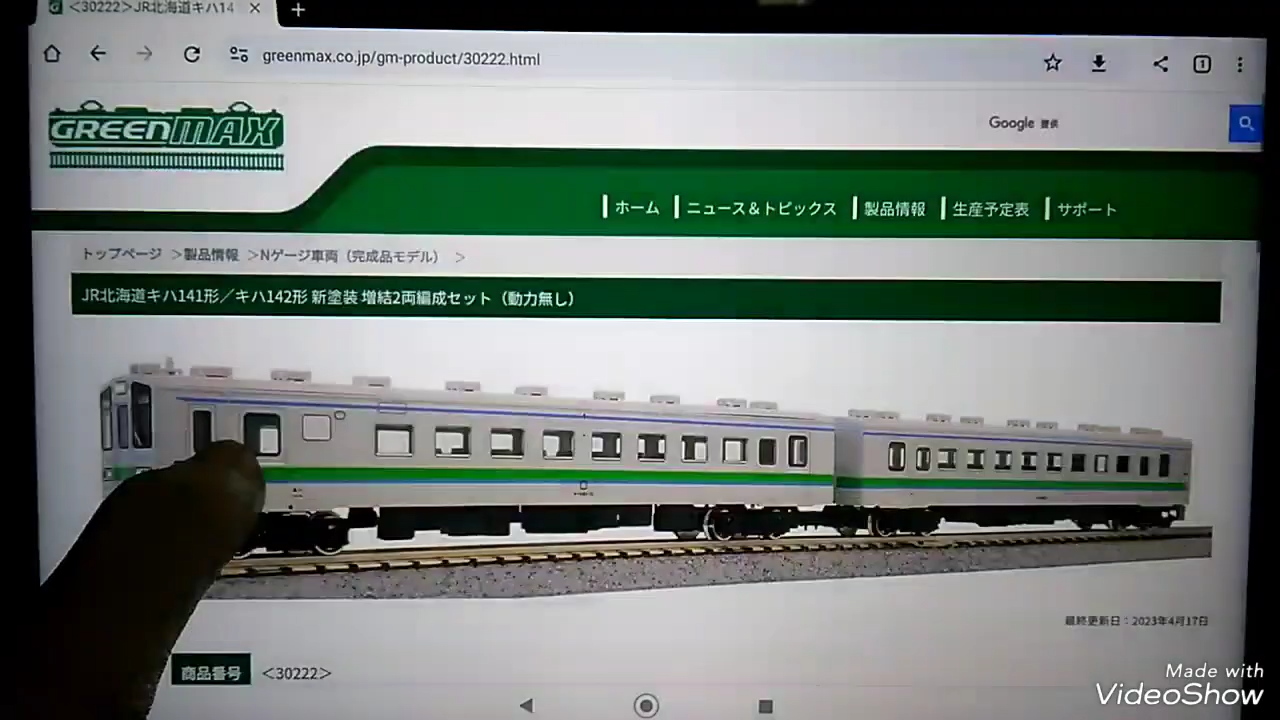 <30222>JR北海道キハ14
greenmax.co.jp/gm-product/30222.html
1
GREENMAX
Google 提供
ホーム
ニュース＆トピックス
製品情報
生産予定表
サポート
トップページ >製品情報 >Nゲージ車両（完成品モデル） >
JR北海道キハ141形／キハ142形 新塗装 増結2両編成セット（動力無し）
最終更新日：2023年4月17日
商品番号 <30222>
Made with
VideoShow